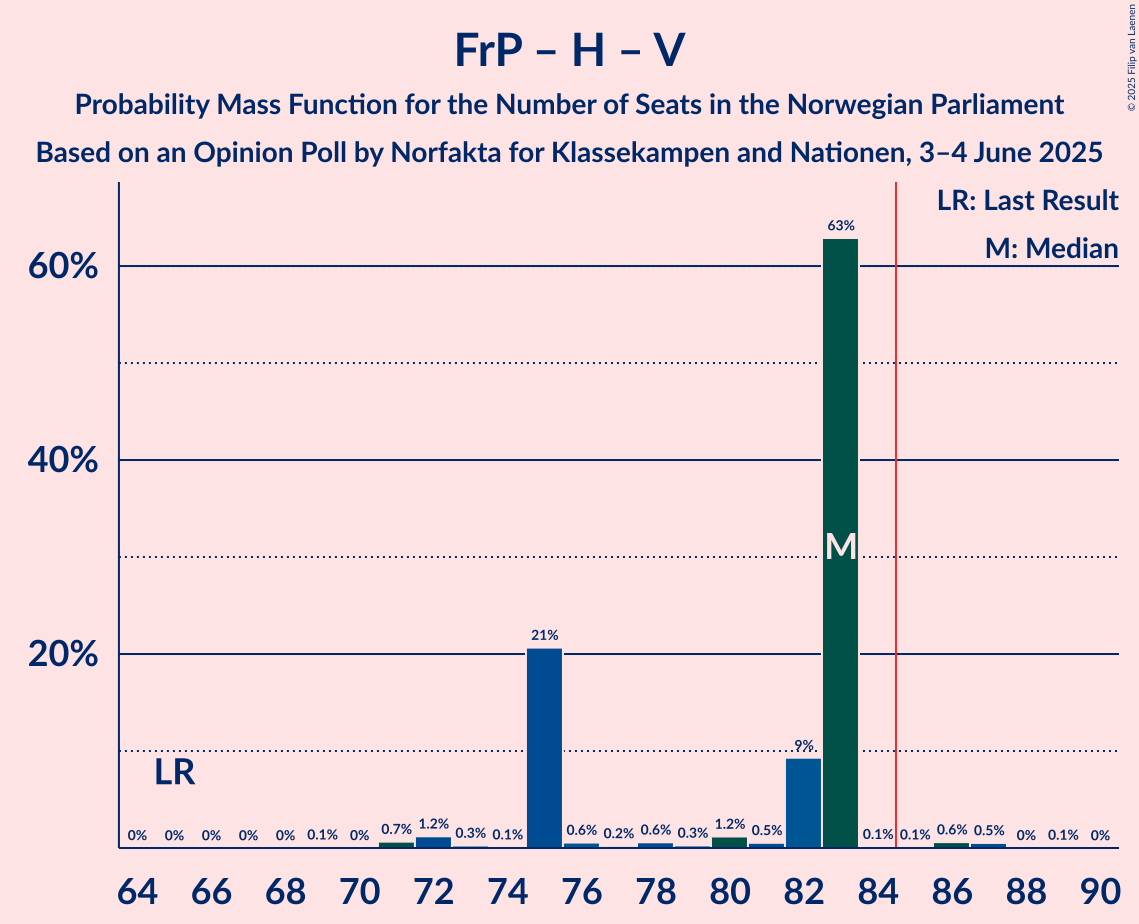 FrP – H – V
Probability Mass Function for the Number of Seats in the Norwegian Parliament
Based on an Opinion Poll by Norfakta for Klassekampen and Nationen, 3–4 June 2025
© 2025 Filip van Laenen
LR: Last Result
M: Median
60%
40%
20%
63%
M
21%
9%
LR
0% 0% 0% 0% 0% 0.1% 0% 0.7% 1.2% 0.3% 0.1% 0.6% 0.2% 0.6% 0.3% 1.2% 0.5% 0.1% 0.1% 0.6% 0.5% 0% 0.1% 0%
64 66 68 70 72 74 76 78 80 82 84 86 88 90